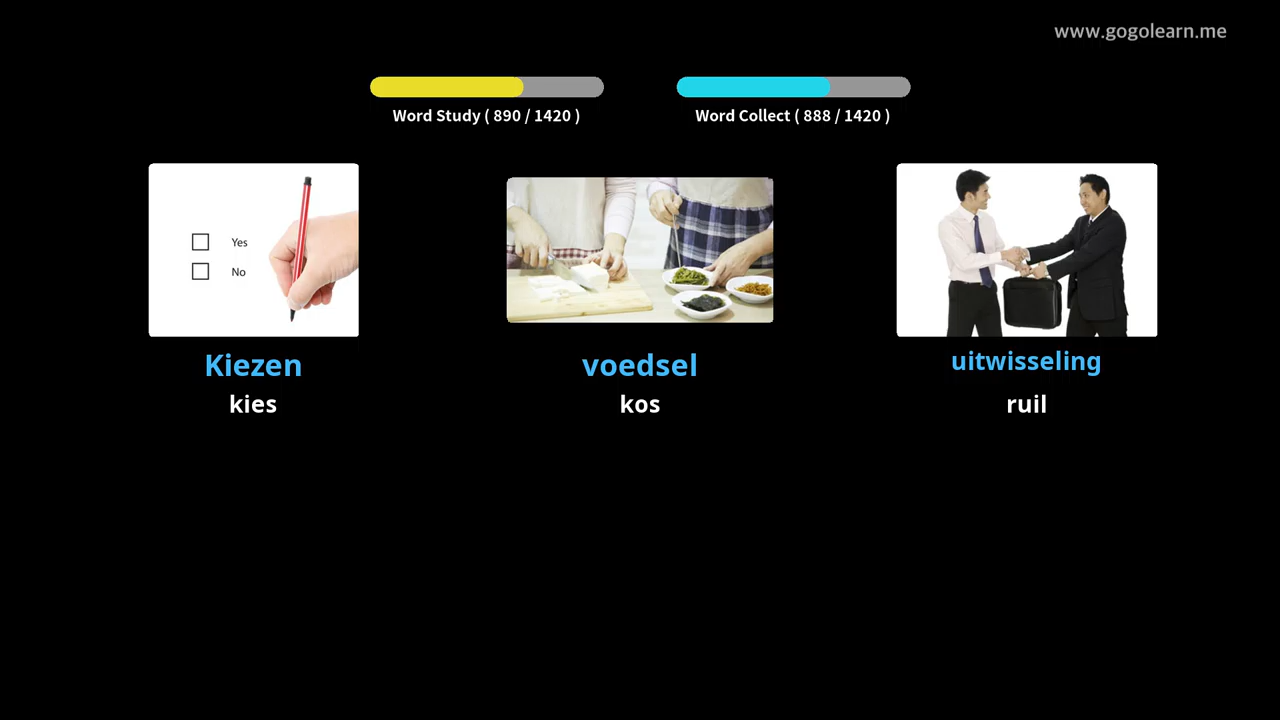 www.gogolearn.me
Word Study ( 890 / 1420 )
Word Collect ( 888 / 1420 )
Yes
No
Kiezen
voedsel
uitwisseling
kies
kos
ruil